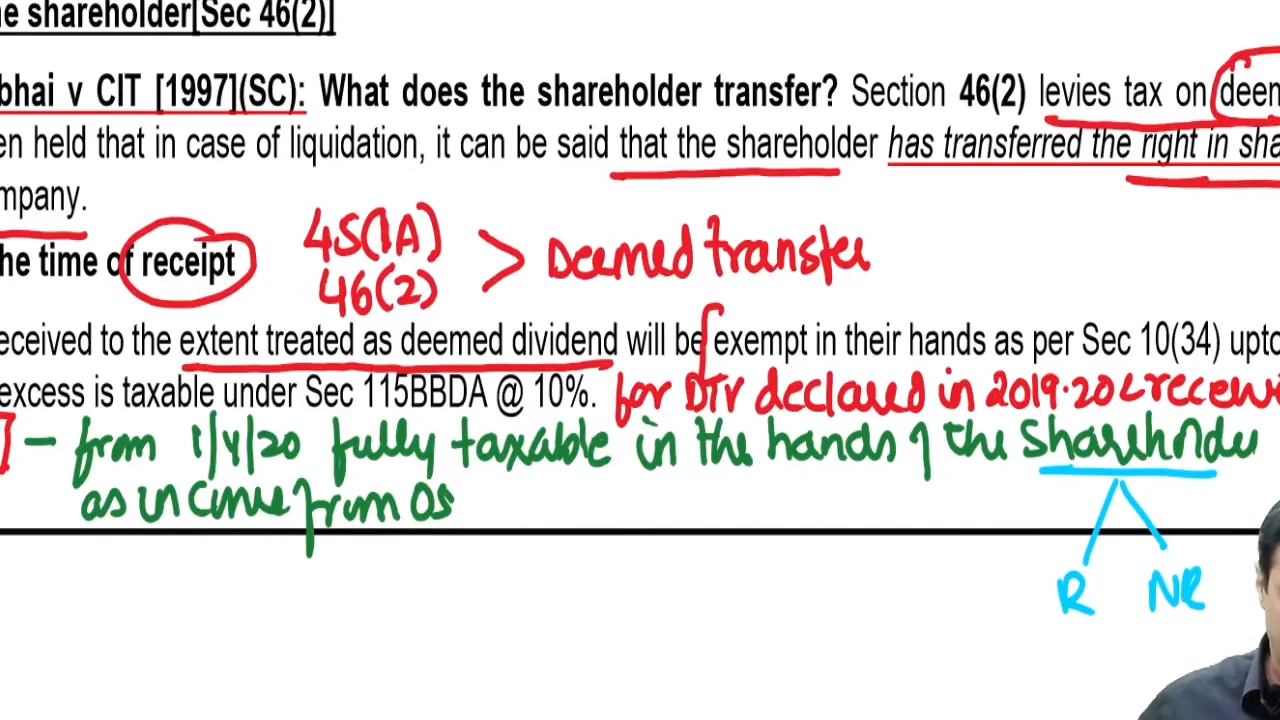 he shareholder[Sec 46(2)]
bhai v CIT [1997](SC): What does the shareholder transfer? Section 46(2) levies tax on deem
en held that in case of liquidation, it can be said that the shareholder has transferred the right in sha
mpany.
he time of receipt
45(1A)
46(2)
> Deemed transfer
eceived to the extent treated as deemed dividend will be exempt in their hands as per Sec 10(34) upto
excess is taxable under Sec 115BBDA @ 10%. for DIV declared in 2019-20 & receiv
] – from 1/4/20 fully taxable in the hands of the Shareholder
as income from OS
R NR